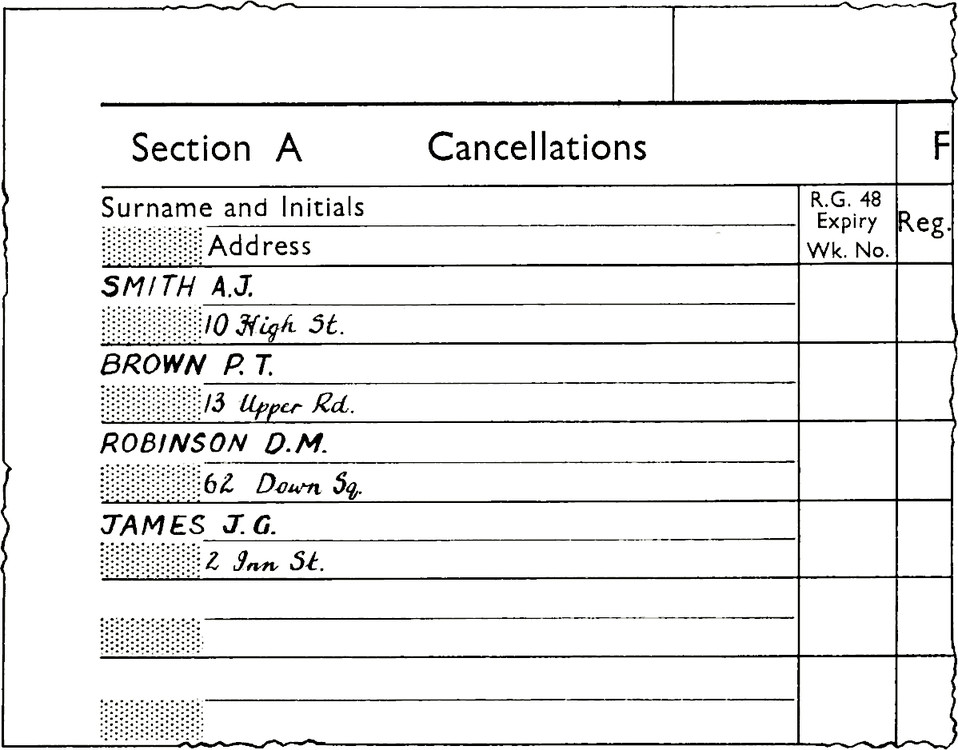 Section A Cancellations F
Surname and Initials
Address
R.G. 48
Expiry
Wk. No.
Reg.
SMITH A.J.
10 High St.
BROWN P.T.
13 Upper Rd.
ROBINSON D.M.
62 Down Sq.
JAMES J.G.
2 Inn St.